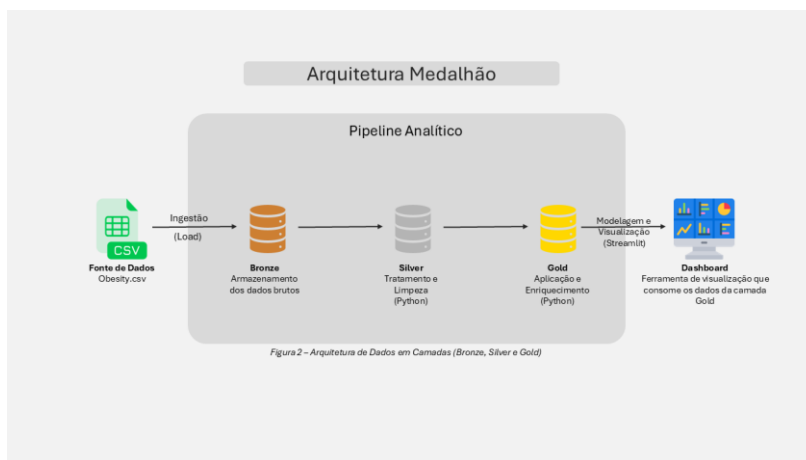 Arquitetura Medalhão
Pipeline Analítico
Ingestão
(Load)
Modelagem e
Visualização
(Streamlit)
CSV
Fonte de Dados
Obesity.csv
Bronze
Armazenamento
dos dados brutos
Silver
Tratamento e
Limpeza
(Python)
Gold
Aplicação e
Enriquecimento
(Python)
Dashboard
Ferramenta de visualização que
consome os dados da camada
Gold
Figura 2 – Arquitetura de Dados em Camadas (Bronze, Silver e Gold)